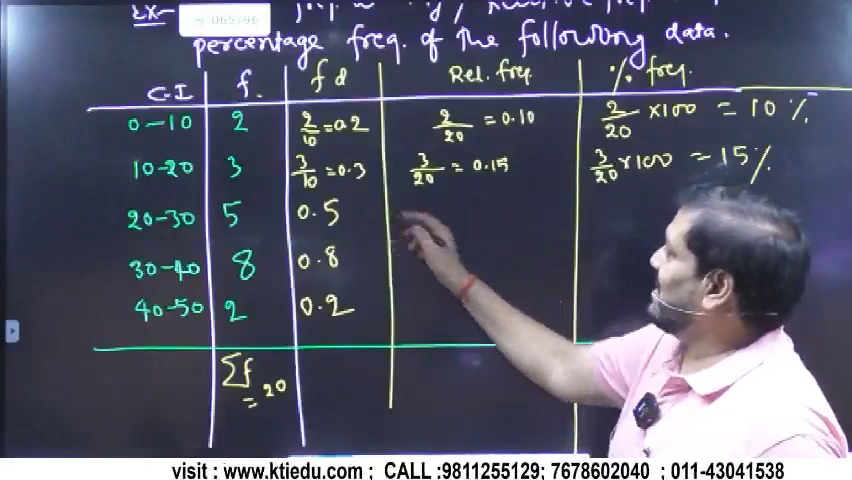 Ex-
percentage freq. of the following data.
C.I f. fd Rel. freq. % freq.
0-10 2 2/10=0.2 2/20 = 0.10 2/20 ×100 = 10%
10-20 3 3/10=0.3 3/20 = 0.15 3/20 ×100 = 15%
20-30 5 0.5
30-40 8 0.8
40-50 2 0.2
Σf
= 20
visit : www.ktiedu.com ; CALL :9811255129; 7678602040 ; 011-43041538